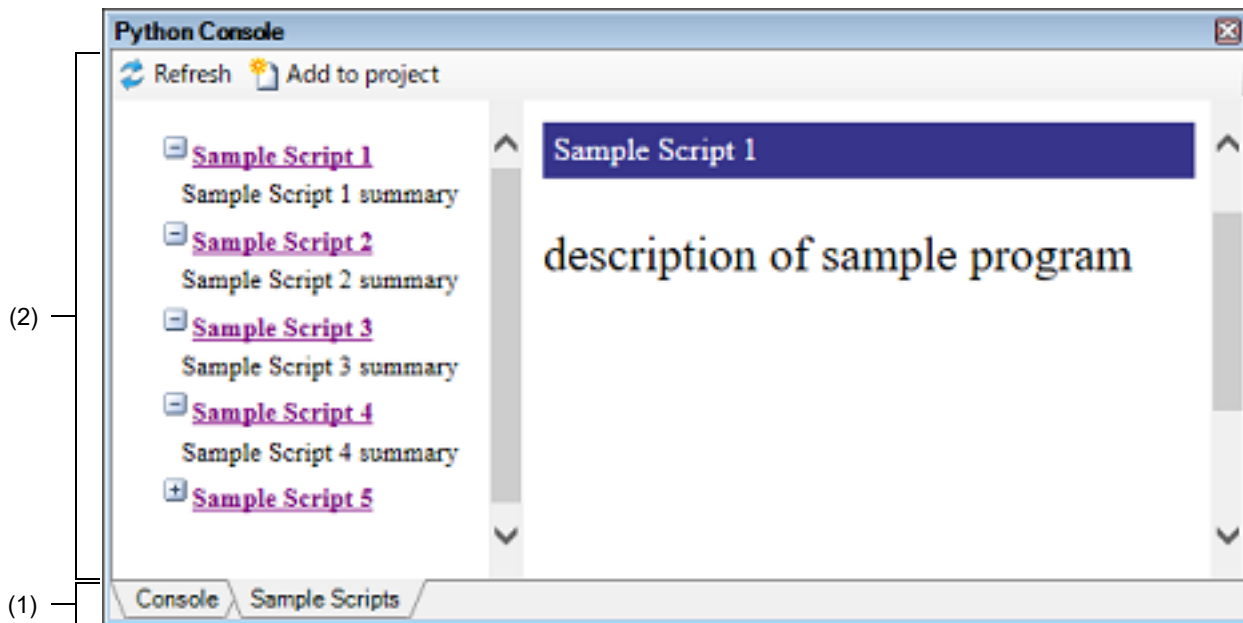 Python Console
Refresh Add to project
Sample Script 1
Sample Script 1 summary
Sample Script 2
Sample Script 2 summary
Sample Script 3
Sample Script 3 summary
Sample Script 4
Sample Script 4 summary
Sample Script 5
Sample Script 1
description of sample program
(2)
(1)
Console Sample Scripts